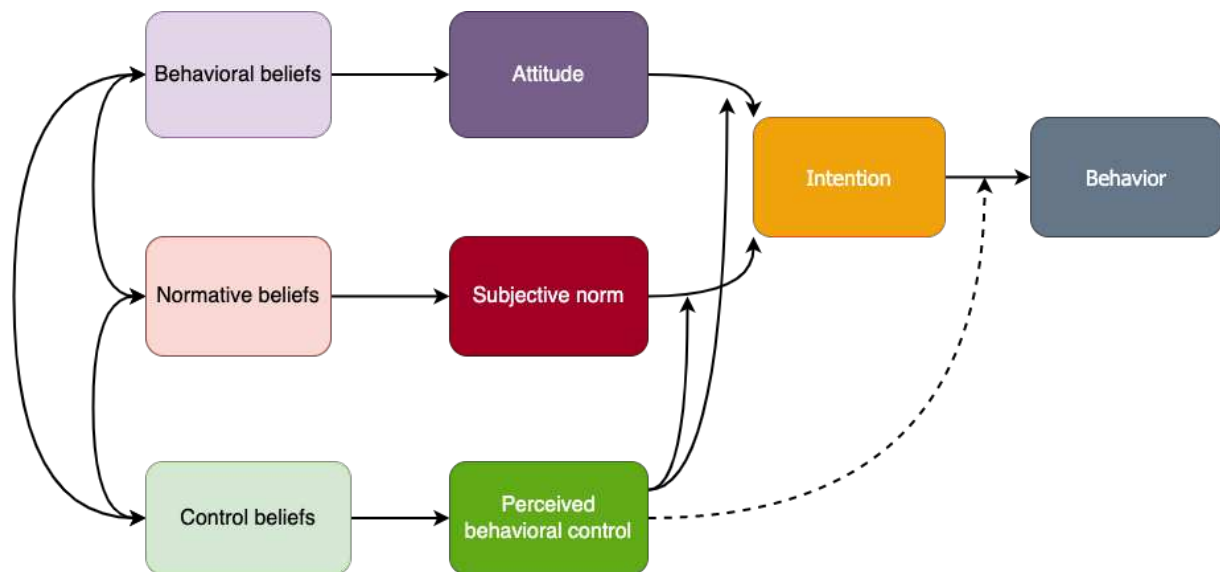 Behavioral beliefs
Attitude
Intention
Behavior
Normative beliefs
Subjective norm
Control beliefs
Perceived
behavioral control